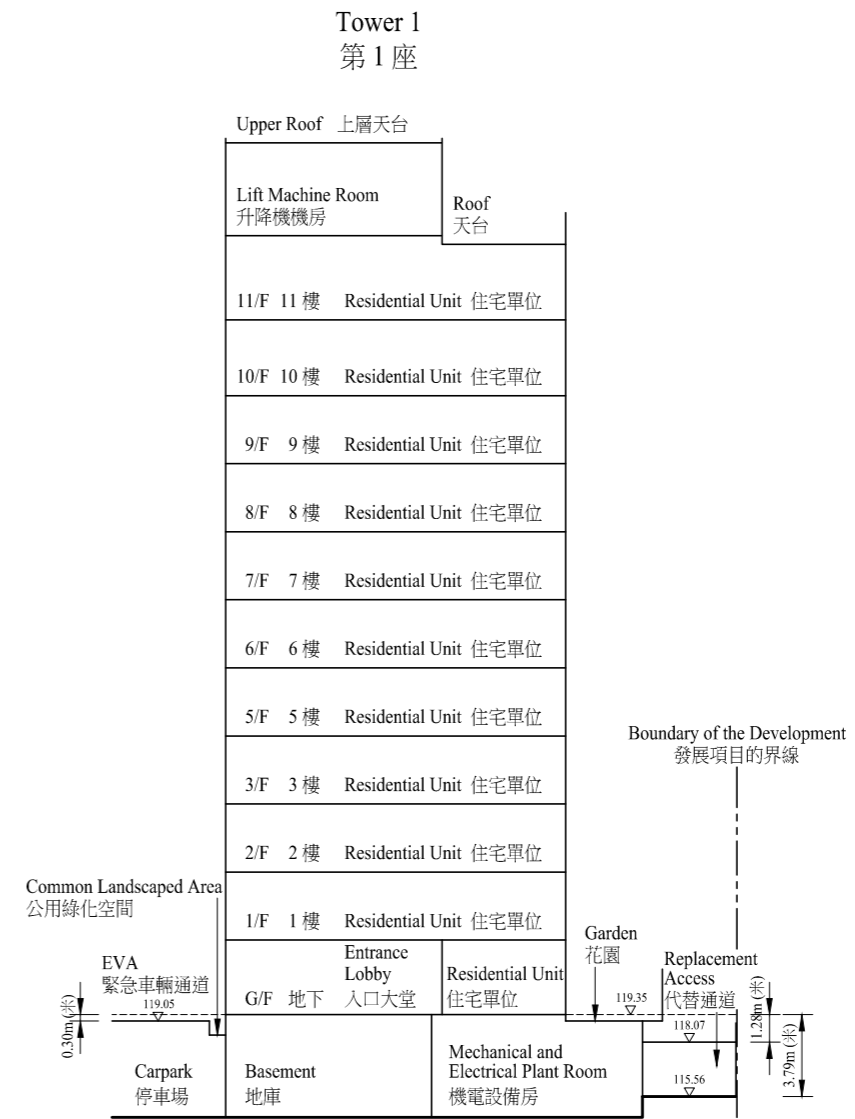 Tower 1
第 1 座
Upper Roof 上層天台
Lift Machine Room
升降機機房
Roof
天台
11/F 11 樓 Residential Unit 住宅單位
10/F 10 樓 Residential Unit 住宅單位
9/F 9 樓 Residential Unit 住宅單位
8/F 8 樓 Residential Unit 住宅單位
7/F 7 樓 Residential Unit 住宅單位
6/F 6 樓 Residential Unit 住宅單位
5/F 5 樓 Residential Unit 住宅單位
Boundary of the Development
發展項目的界線
3/F 3 樓 Residential Unit 住宅單位
2/F 2 樓 Residential Unit 住宅單位
Common Landscaped Area
公用綠化空間
1/F 1 樓 Residential Unit 住宅單位
Garden
花園
EVA
緊急車輛通道
119.05
0.30m (米)
G/F 地下
Entrance
Lobby
入口大堂
Residential Unit
住宅單位
119.35
Replacement
Access
代替通道
118.07
1.28m (米)
3.79m (米)
115.56
Carpark
停車場
Basement
地庫
Mechanical and
Electrical Plant Room
機電設備房